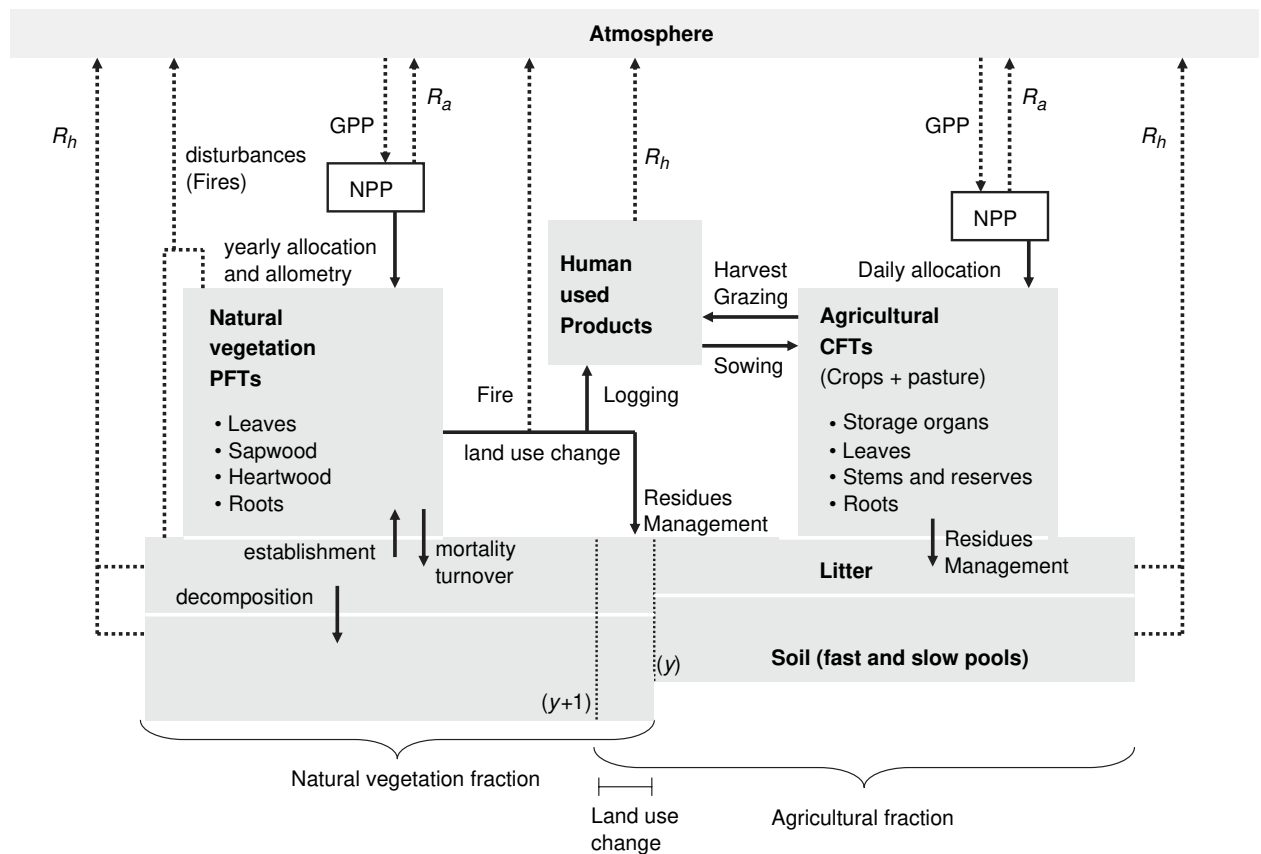 Atmosphere
R_h
disturbances
(Fires)
GPP
R_a
NPP
yearly allocation
and allometry
R_h
GPP
R_a
R_h
NPP
Daily allocation
Natural
vegetation
PFTs
• Leaves
• Sapwood
• Heartwood
• Roots
Human
used
Products
Harvest
Grazing
Sowing
Agricultural
CFTs
(Crops + pasture)
• Storage organs
• Leaves
• Stems and reserves
• Roots
Fire
Logging
land use change
Residues
Management
establishment
mortality
turnover
decomposition
Residues
Management
Litter
Soil (fast and slow pools)
(y)
(y+1)
Natural vegetation fraction
Land use
change
Agricultural fraction